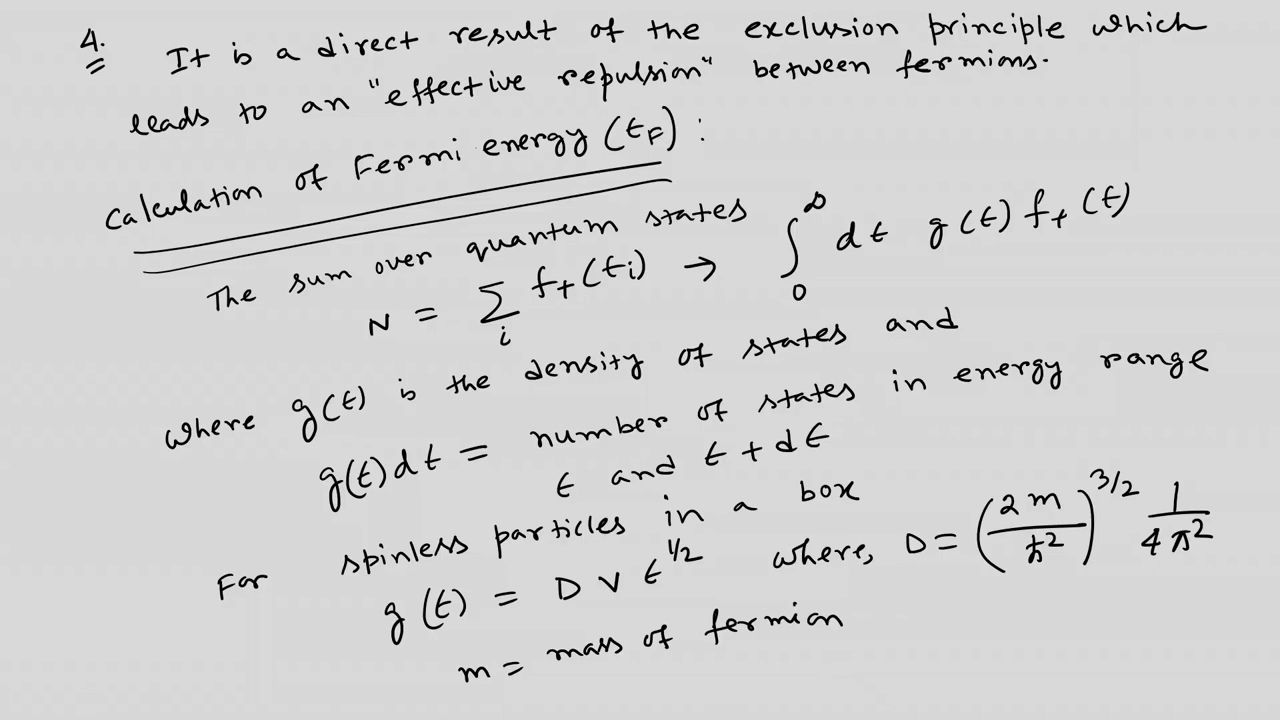 4. It is a direct result of the exclusion principle which
leads to an "effective repulsion" between fermions.
Calculation of Fermi energy (ϵF) :
The sum over quantum states
N = ∑i f+(ϵi) → ∫0^∞ dϵ g(ϵ) f+(ϵ)
where g(ϵ) is the density of states and
g(ϵ)dϵ = number of states in energy range
ϵ and ϵ + dϵ
For spinless particles in a box
g(ϵ) = D V ϵ^1/2 where, D = (2m/ħ^2)^3/2 1/4π^2
m = mass of fermion